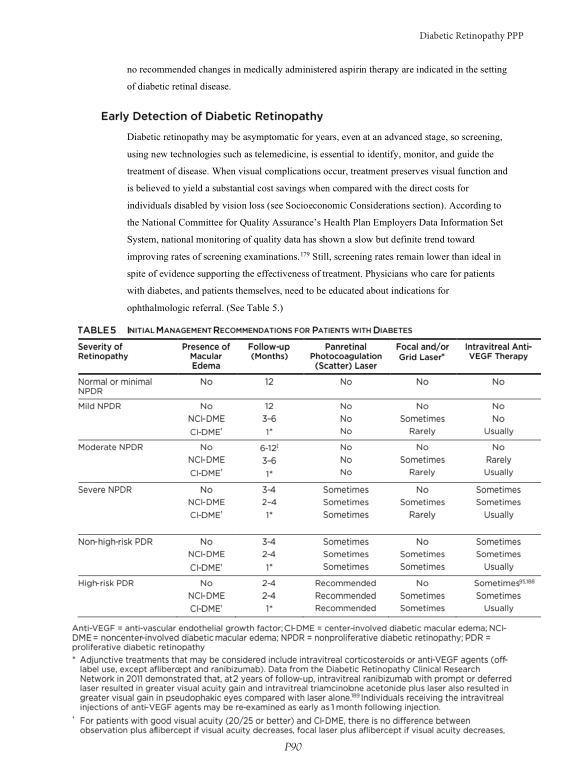 Diabetic Retinopathy PPP
no recommended changes in medically administered aspirin therapy are indicated in the setting
of diabetic retinal disease.
Early Detection of Diabetic Retinopathy
Diabetic retinopathy may be asymptomatic for years, even at an advanced stage, so screening,
using new technologies such as telemedicine, is essential to identify, monitor, and guide the
treatment of disease. When visual complications occur, treatment preserves visual function and
is believed to yield a substantial cost savings when compared with the direct costs for
individuals disabled by vision loss (see Socioeconomic Considerations section). According to
the National Committee for Quality Assurance's Health Plan Employers Data Information Set
System, national monitoring of quality data has shown a slow but definite trend toward
improving rates of screening examinations.179 Still, screening rates remain lower than ideal in
spite of evidence supporting the effectiveness of treatment. Physicians who care for patients
with diabetes, and patients themselves, need to be educated about indications for
ophthalmologic referral. (See Table 5.)
TABLE 5 INITIAL MANAGEMENT RECOMMENDATIONS FOR PATIENTS WITH DIABETES
Severity of Presence of Follow-up Panretinal Focal and/or Intravitreal Anti-
Retinopathy Macular (Months) Photocoagulation Grid Laser* VEGF Therapy
Edema (Scatter) Laser
Normal or minimal No 12 No No No
NPDR
Mild NPDR No 12 No No No
NCI-DME 3–6 No Sometimes No
CI-DME† 1* No Rarely Usually
Moderate NPDR No 6-12‡ No No No
NCI-DME 3–6 No Sometimes Rarely
CI-DME† 1* No Rarely Usually
Severe NPDR No 3-4 Sometimes No Sometimes
NCI-DME 2–4 Sometimes Sometimes Sometimes
CI-DME† 1* Sometimes Rarely Usually
Non-high-risk PDR No 3-4 Sometimes No Sometimes
NCI-DME 2-4 Sometimes Sometimes Sometimes
CI-DME† 1* Sometimes Sometimes Usually
High-risk PDR No 2-4 Recommended No Sometimes95,188
NCI-DME 2-4 Recommended Sometimes Sometimes
CI-DME† 1* Recommended Sometimes Usually
Anti-VEGF = anti-vascular endothelial growth factor; CI-DME = center-involved diabetic macular edema; NCI-
DME = noncenter-involved diabetic macular edema; NPDR = nonproliferative diabetic retinopathy; PDR =
proliferative diabetic retinopathy
* Adjunctive treatments that may be considered include intravitreal corticosteroids or anti-VEGF agents (off-
label use, except aflibercept and ranibizumab). Data from the Diabetic Retinopathy Clinical Research
Network in 2011 demonstrated that, at 2 years of follow-up, intravitreal ranibizumab with prompt or deferred
laser resulted in greater visual acuity gain and intravitreal triamcinolone acetonide plus laser also resulted in
greater visual gain in pseudophakic eyes compared with laser alone.189 Individuals receiving the intravitreal
injections of anti-VEGF agents may be re-examined as early as 1 month following injection.
† For patients with good visual acuity (20/25 or better) and CI-DME, there is no difference between
observation plus aflibercept if visual acuity decreases, focal laser plus aflibercept if visual acuity decreases,
P90